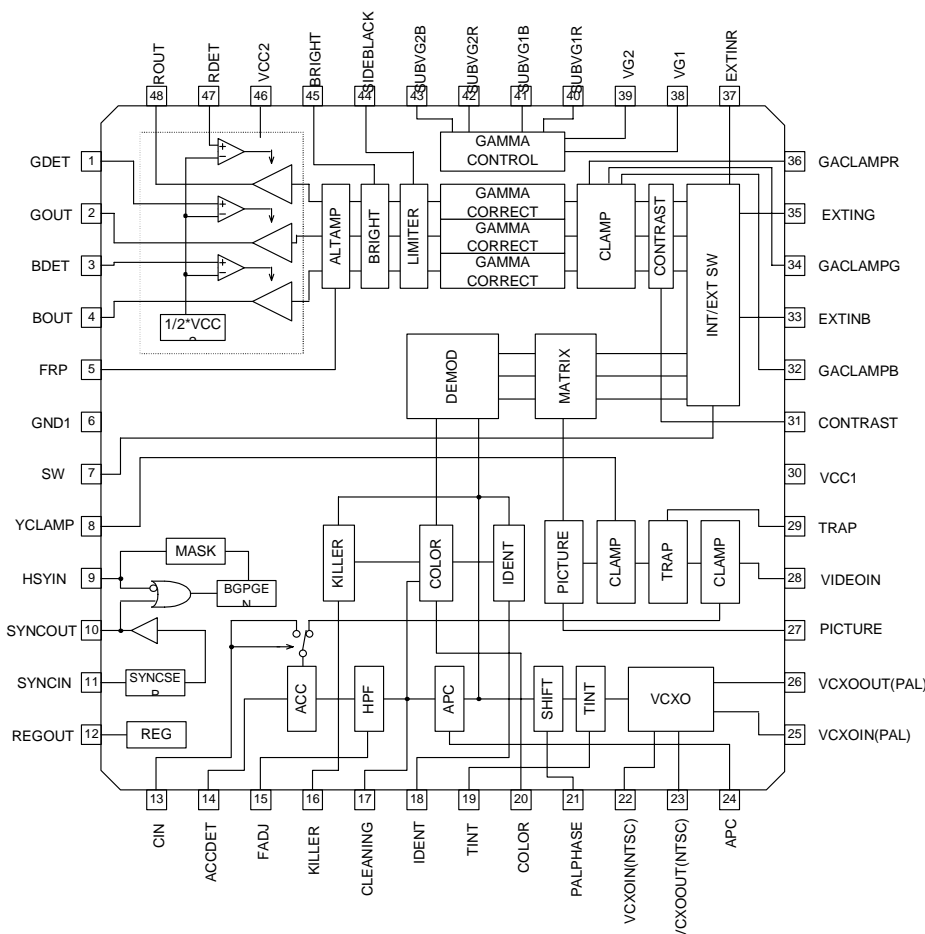 ROUT
RDET
VCC2
BRIGHT
SIDEBLACK
SUBVG2B
SUBVG2R
SUBVG1B
SUBVG1R
VG2
VG1
EXTINR
48
47
46
45
44
43
42
41
40
39
38
37
GDET 1
GOUT 2
BDET 3
BOUT 4
FRP 5
GND1 6
SW 7
YCLAMP 8
HSYIN 9
SYNCOUT 10
SYNCIN 11
REGOUT 12
36 GACLAMPR
35 EXTING
34 GACLAMPG
33 EXTINB
32 GACLAMPB
31 CONTRAST
30 VCC1
29 TRAP
28 VIDEOIN
27 PICTURE
26 VCXOOUT(PAL)
25 VCXOIN(PAL)
GAMMA
CONTROL
GAMMA
CORRECT
GAMMA
CORRECT
GAMMA
CORRECT
ALTAMP
BRIGHT
LIMITER
CLAMP
CONTRAST
INT/EXT SW
1/2*VCC
DEMOD
MATRIX
KILLER
COLOR
IDENT
PICTURE
CLAMP
TRAP
CLAMP
MASK
BGPGE
N
SYNCSE
P
REG
ACC
HPF
APC
SHIFT
TINT
VCXO
13
14
15
16
17
18
19
20
21
22
23
24
CIN
ACCDET
FADJ
KILLER
CLEANING
IDENT
TINT
COLOR
PALPHASE
VCXOIN(NTSC)
VCXOOUT(NTSC)
APC